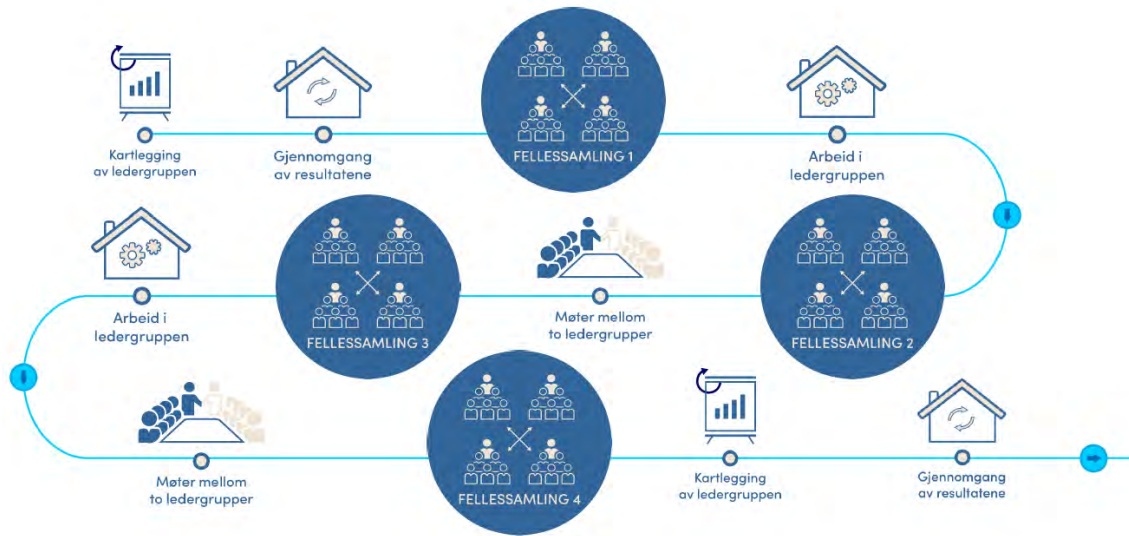 FELLESSAMLING 1
Kartlegging
av ledergruppen
Gjennomgang
av resultatene
Arbeid i
ledergruppen
FELLESSAMLING 2
Møter mellom
to ledergrupper
FELLESSAMLING 3
Arbeid i
ledergruppen
Møter mellom
to ledergrupper
FELLESSAMLING 4
Kartlegging
av ledergruppen
Gjennomgang
av resultatene